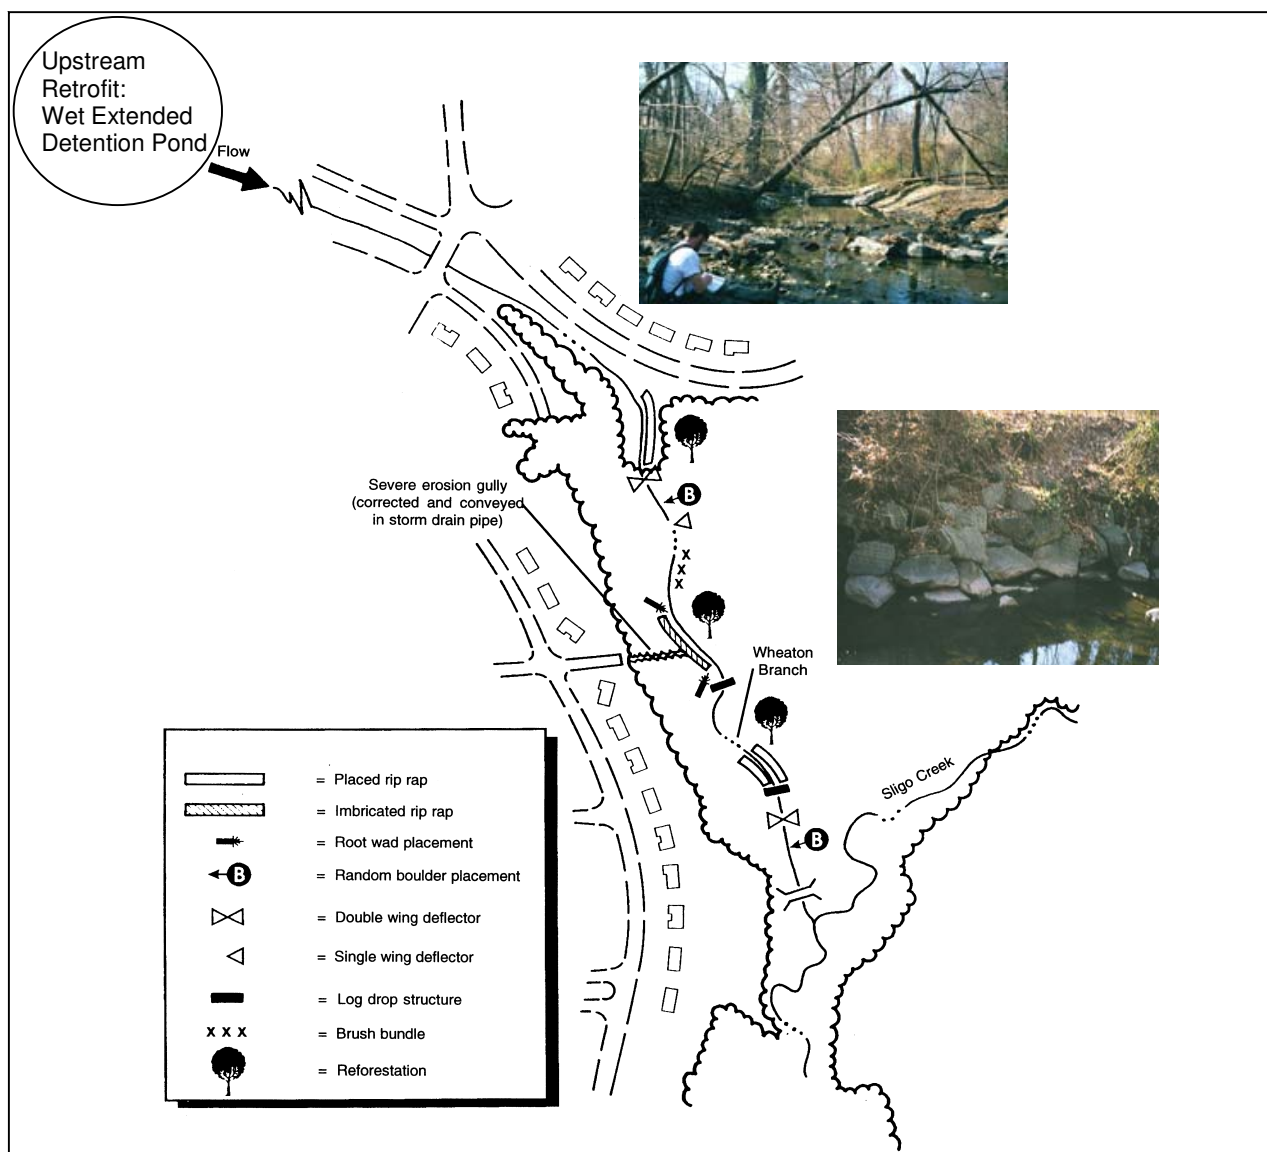 Upstream
Retrofit:
Wet Extended
Detention Pond
Flow
Severe erosion gully
(corrected and conveyed
in storm drain pipe)
B
x
x
x
Wheaton
Branch
Sligo Creek
B
= Placed rip rap
= Imbricated rip rap
= Root wad placement
B = Random boulder placement
= Double wing deflector
= Single wing deflector
= Log drop structure
x x x = Brush bundle
= Reforestation